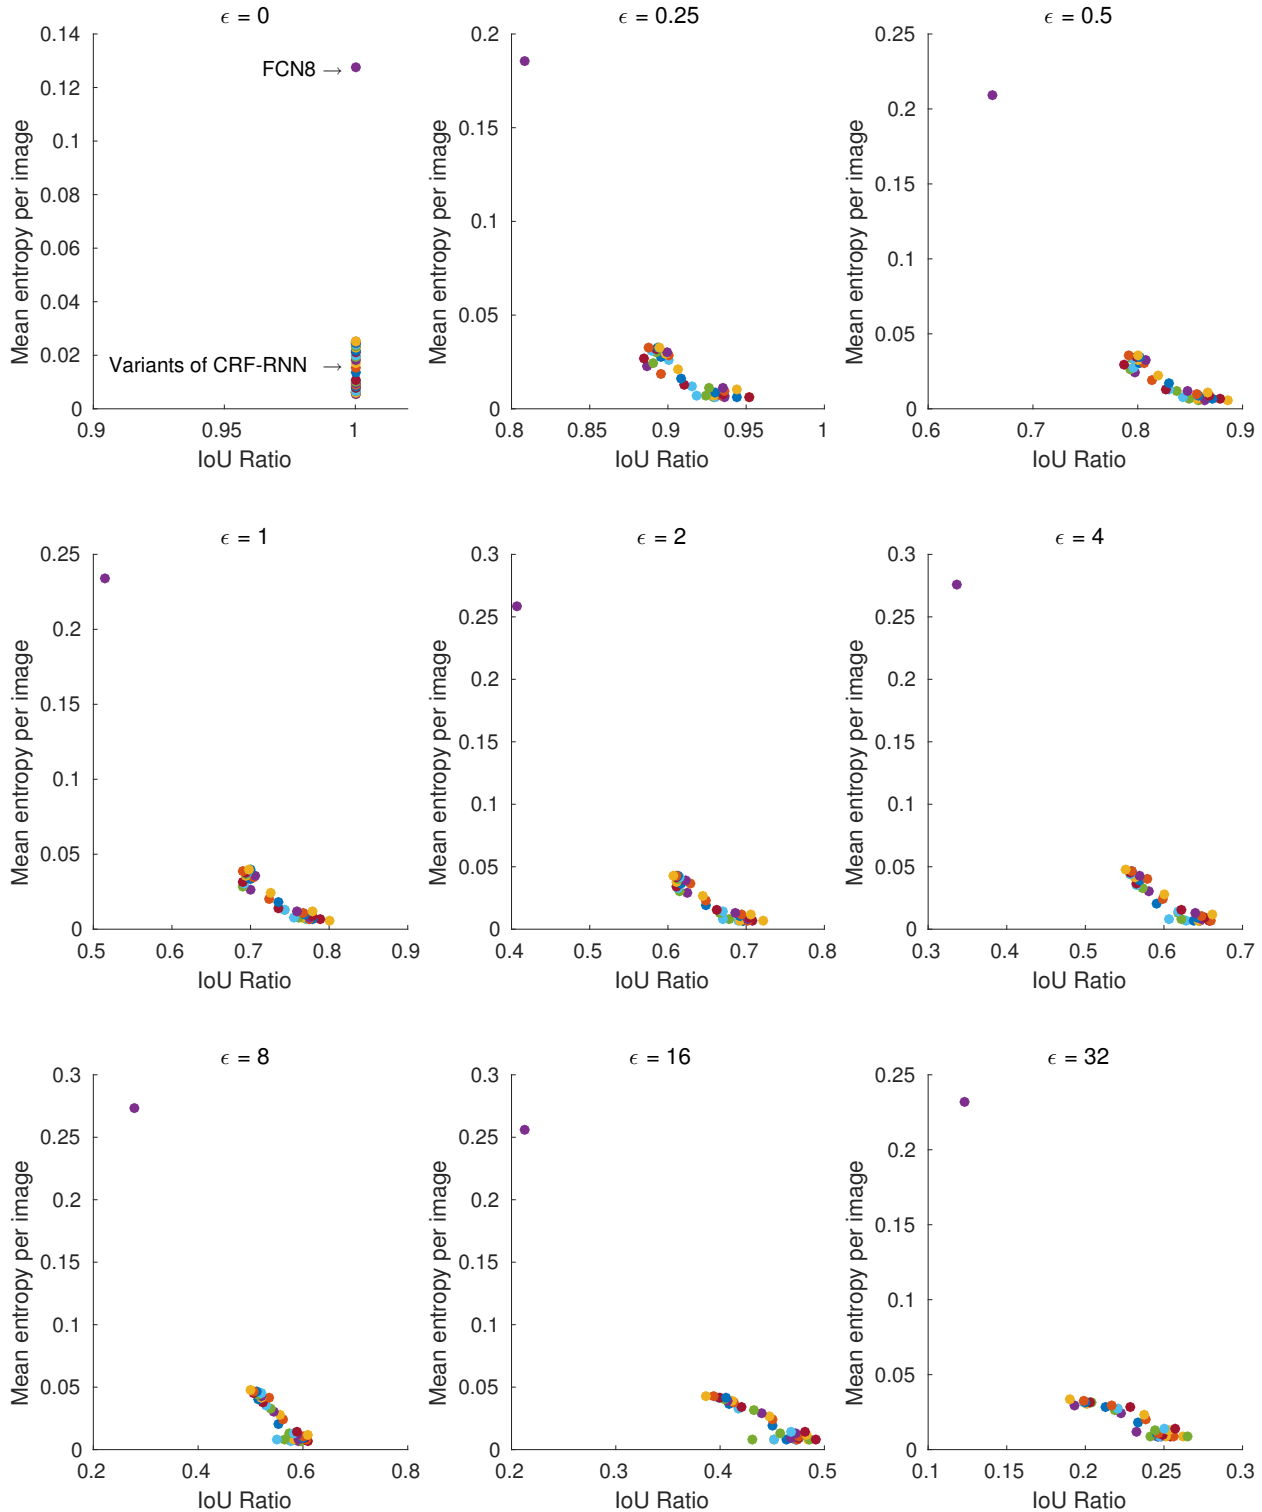 ϵ = 0
0.14
0.12
0.1
0.08
0.06
0.04
0.02
0
Mean entropy per image
FCN8 →
Variants of CRF-RNN →
0.9 0.95 1
IoU Ratio
ϵ = 0.25
0.2
0.15
0.1
0.05
0
Mean entropy per image
0.8 0.85 0.9 0.95 1
IoU Ratio
ϵ = 0.5
0.25
0.2
0.15
0.1
0.05
0
Mean entropy per image
0.6 0.7 0.8 0.9
IoU Ratio
ϵ = 1
0.25
0.2
0.15
0.1
0.05
0
Mean entropy per image
0.5 0.6 0.7 0.8 0.9
IoU Ratio
ϵ = 2
0.3
0.25
0.2
0.15
0.1
0.05
0
Mean entropy per image
0.4 0.5 0.6 0.7 0.8
IoU Ratio
ϵ = 4
0.3
0.25
0.2
0.15
0.1
0.05
0
Mean entropy per image
0.3 0.4 0.5 0.6 0.7
IoU Ratio
ϵ = 8
0.3
0.25
0.2
0.15
0.1
0.05
0
Mean entropy per image
0.2 0.4 0.6 0.8
IoU Ratio
ϵ = 16
0.3
0.25
0.2
0.15
0.1
0.05
0
Mean entropy per image
0.2 0.3 0.4 0.5
IoU Ratio
ϵ = 32
0.25
0.2
0.15
0.1
0.05
0
Mean entropy per image
0.1 0.15 0.2 0.25 0.3
IoU Ratio